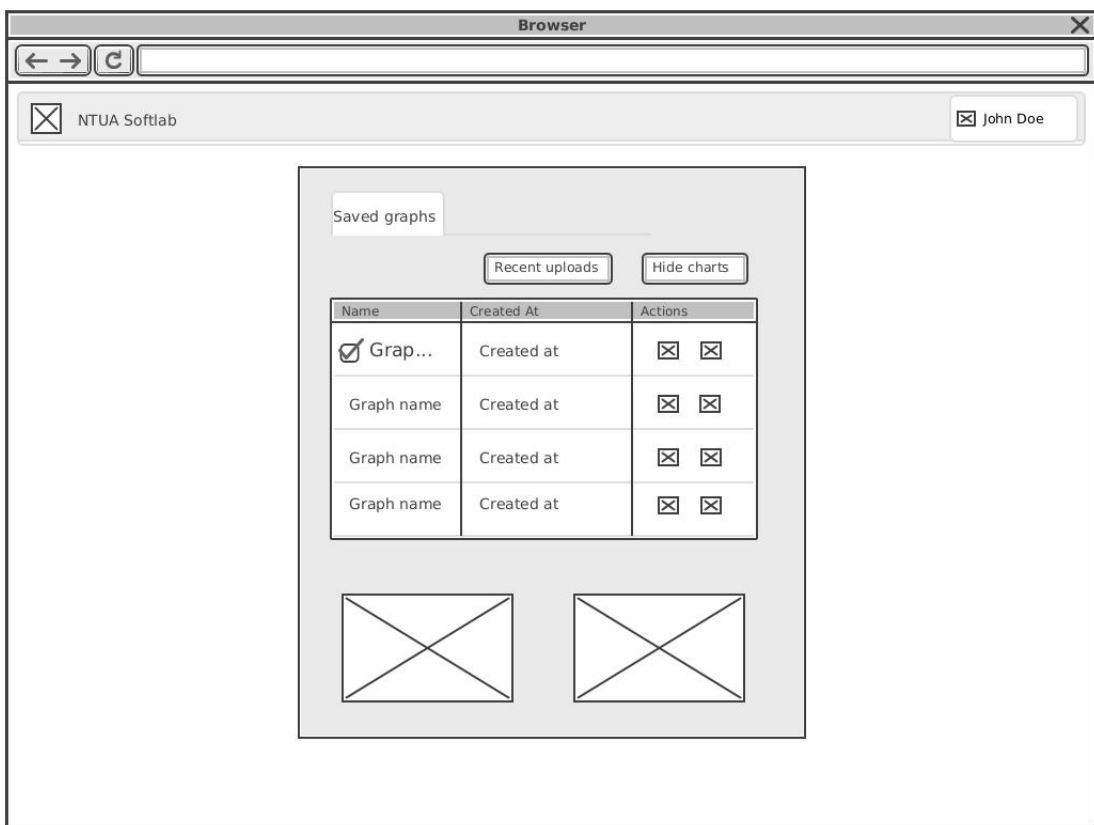 Browser
NTUA Softlab
John Doe
Saved graphs
Recent uploads
Hide charts
Name Created At Actions
Grap... Created at
Graph name Created at
Graph name Created at
Graph name Created at